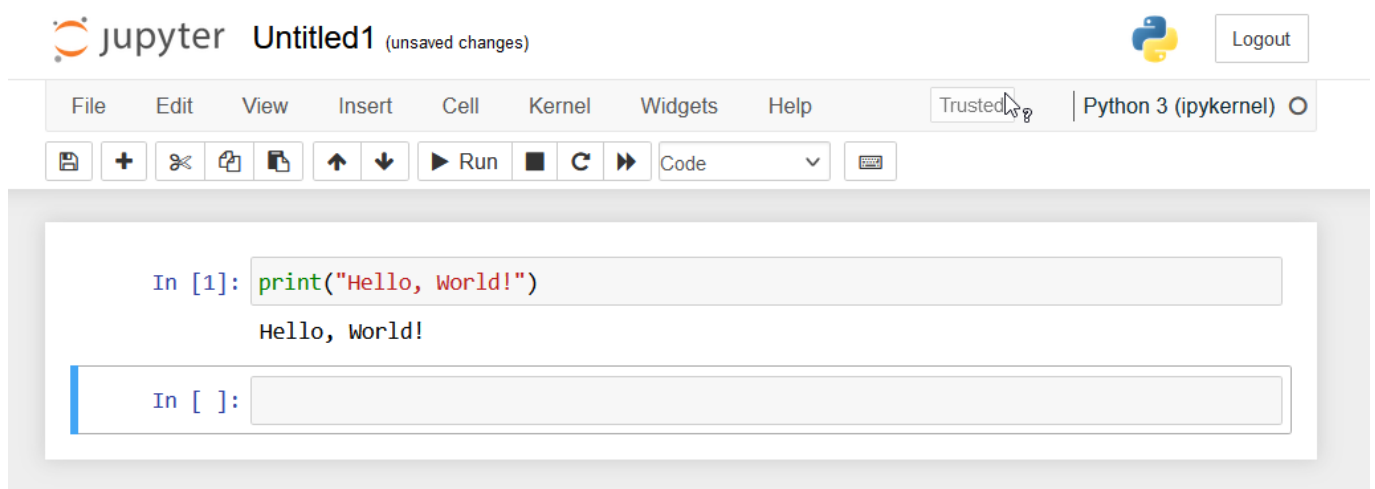 jupyter Untitled1 (unsaved changes) Logout
File Edit View Insert Cell Kernel Widgets Help Trusted Python 3 (ipykernel)
Run Code
In [1]: print("Hello, World!")
Hello, World!
In [ ]: